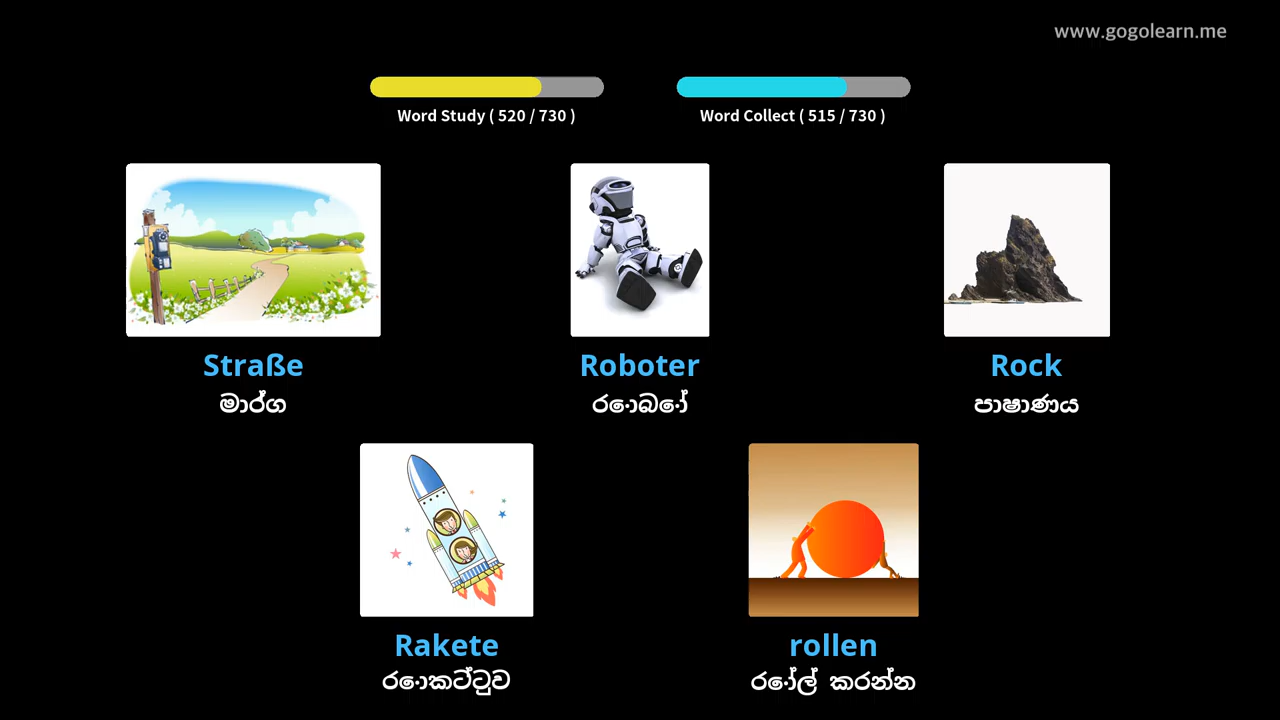 www.gogolearn.me
Word Study ( 520 / 730 )
Word Collect ( 515 / 730 )
Straße
Roboter
Rock
මාර්ග
රොබෝ
පාෂාණය
Rakete
rollen
රොකට්ටුව
රෝල් කරන්න